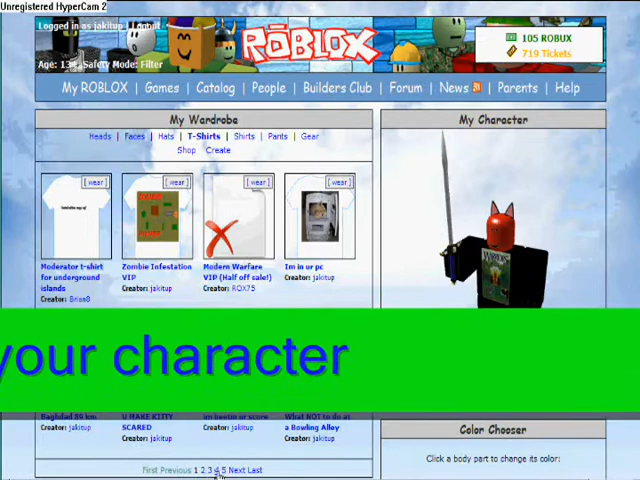 Unregistered HyperCam 2
Logged in as jakitup | Logout
ROBLOX
105 ROBUX
719 Tickets
Age: 13+, Safety Mode: Filter
My ROBLOX | Games | Catalog | People | Builders Club | Forum | News | Parents | Help
My Wardrobe
Heads | Faces | Hats | T-Shirts | Shirts | Pants | Gear
Shop Create
My Character
[ wear ] [ wear ] [ wear ] [ wear ]
Moderator t-shirt for underground islands
Creator: BrianB
Zombie Infestation VIP
Creator: jakitup
Modern Warfare VIP (Half off sale!)
Creator: ROX75
Im in ur pc
Creator: jakitup
your character
Baghdad 89 km
Creator: jakitup
U MAKE KITTY SCARED
Creator: jakitup
Creator: jakitup
What NOT to do at a Bowling Alley
Creator: jakitup
First Previous 1 2 3 4 5 Next Last
Color Chooser
Click a body part to change its color: